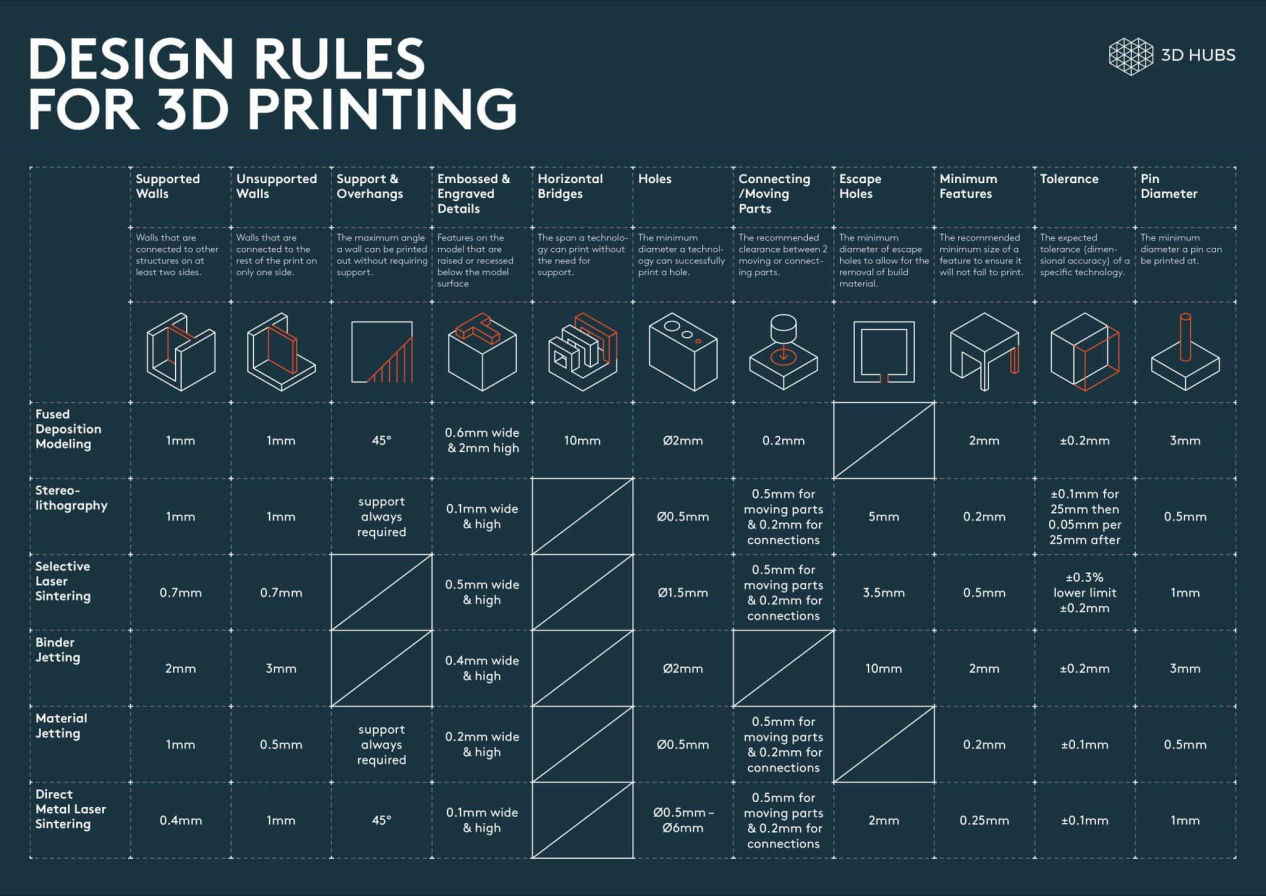 DESIGN RULES
FOR 3D PRINTING
3D HUBS
Supported
Walls
Unsupported
Walls
Support &
Overhangs
Embossed &
Engraved
Details
Horizontal
Bridges
Holes
Connecting
/Moving
Parts
Escape
Holes
Minimum
Features
Tolerance
Pin
Diameter
Walls that are
connected to other
structures on at
least two sides.
Walls that are
connected to the
rest of the print on
only one side.
The maximum angle
a wall can be printed
out without requiring
support.
Features on the
model that are
raised or recessed
below the model
surface
The span a technolo-
gy can print without
the need for
support.
The minimum
diameter a technol-
ogy can successfully
print a hole.
The recommended
clearance between 2
moving or connect-
ing parts.
The minimum
diameter of escape
holes to allow for the
removal of build
material.
The recommended
minimum size of a
feature to ensure it
will not fail to print.
The expected
tolerance (dimen-
sional accuracy) of a
specific technology.
The minimum
diameter a pin can
be printed at.
Fused
Deposition
Modeling
1mm
1mm
45°
0.6mm wide
& 2mm high
10mm
Ø2mm
0.2mm
2mm
±0.2mm
3mm
Stereo-
lithography
1mm
1mm
support
always
required
0.1mm wide
& high
Ø0.5mm
0.5mm for
moving parts
& 0.2mm for
connections
5mm
0.2mm
±0.1mm for
25mm then
0.05mm per
25mm after
0.5mm
Selective
Laser
Sintering
0.7mm
0.7mm
0.5mm wide
& high
Ø1.5mm
0.5mm for
moving parts
& 0.2mm for
connections
3.5mm
0.5mm
±0.3%
lower limit
±0.2mm
1mm
Binder
Jetting
2mm
3mm
0.4mm wide
& high
Ø2mm
10mm
2mm
±0.2mm
3mm
Material
Jetting
1mm
0.5mm
support
always
required
0.2mm wide
& high
Ø0.5mm
0.5mm for
moving parts
& 0.2mm for
connections
0.2mm
±0.1mm
0.5mm
Direct
Metal Laser
Sintering
0.4mm
1mm
45°
0.1mm wide
& high
Ø0.5mm –
Ø6mm
0.5mm for
moving parts
& 0.2mm for
connections
2mm
0.25mm
±0.1mm
1mm